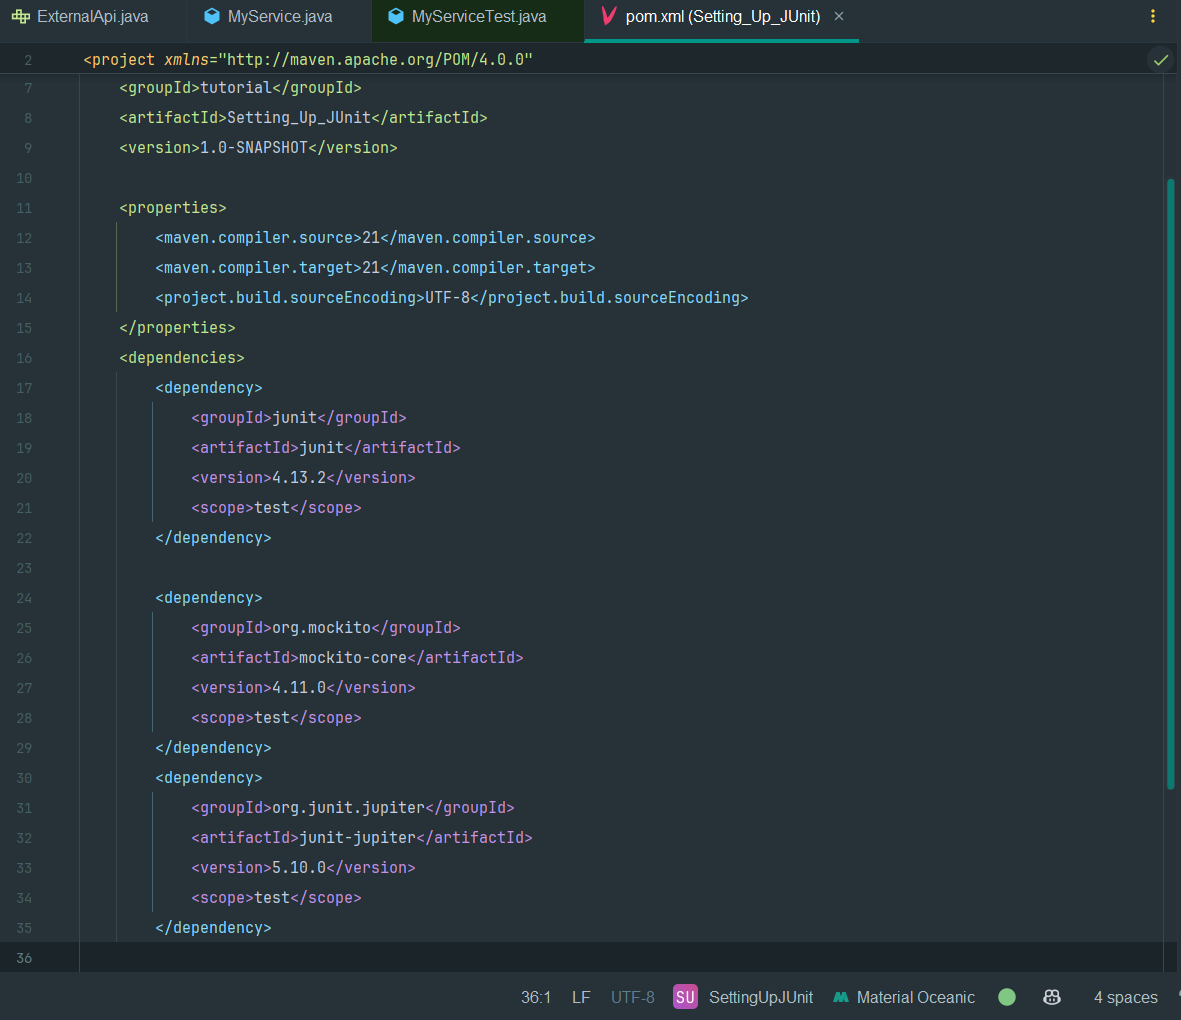 ExternalApi.java MyService.java MyServiceTest.java pom.xml (Setting_Up_JUnit)
2 <project xmlns="http://maven.apache.org/POM/4.0.0"
7 <groupId>tutorial</groupId>
8 <artifactId>Setting_Up_JUnit</artifactId>
9 <version>1.0-SNAPSHOT</version>
10
11 <properties>
12 <maven.compiler.source>21</maven.compiler.source>
13 <maven.compiler.target>21</maven.compiler.target>
14 <project.build.sourceEncoding>UTF-8</project.build.sourceEncoding>
15 </properties>
16 <dependencies>
17 <dependency>
18 <groupId>junit</groupId>
19 <artifactId>junit</artifactId>
20 <version>4.13.2</version>
21 <scope>test</scope>
22 </dependency>
23
24 <dependency>
25 <groupId>org.mockito</groupId>
26 <artifactId>mockito-core</artifactId>
27 <version>4.11.0</version>
28 <scope>test</scope>
29 </dependency>
30 <dependency>
31 <groupId>org.junit.jupiter</groupId>
32 <artifactId>junit-jupiter</artifactId>
33 <version>5.10.0</version>
34 <scope>test</scope>
35 </dependency>
36
36:1 LF UTF-8 SU SettingUpJUnit Material Oceanic 4 spaces